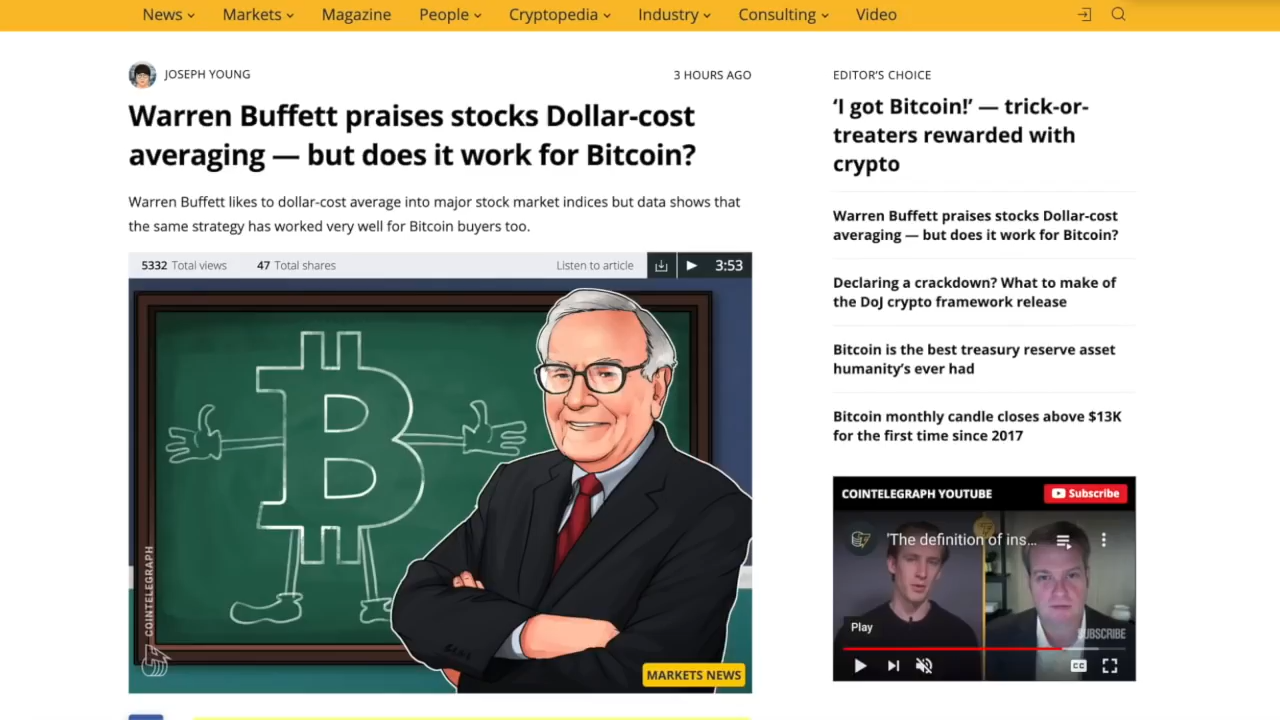 News Markets Magazine People Cryptopedia Industry Consulting Video
JOSEPH YOUNG
3 HOURS AGO
Warren Buffett praises stocks Dollar-cost
averaging — but does it work for Bitcoin?
Warren Buffett likes to dollar-cost average into major stock market indices but data shows that
the same strategy has worked very well for Bitcoin buyers too.
5332 Total views 47 Total shares Listen to article 3:53
COINTELEGRAPH
MARKETS NEWS
EDITOR'S CHOICE
‘I got Bitcoin!’ — trick-or-
treaters rewarded with
crypto
Warren Buffett praises stocks Dollar-cost
averaging — but does it work for Bitcoin?
Declaring a crackdown? What to make of
the DoJ crypto framework release
Bitcoin is the best treasury reserve asset
humanity’s ever had
Bitcoin monthly candle closes above $13K
for the first time since 2017
COINTELEGRAPH YOUTUBE Subscribe
'The definition of ins...
Play
SUBSCRIBE
CC